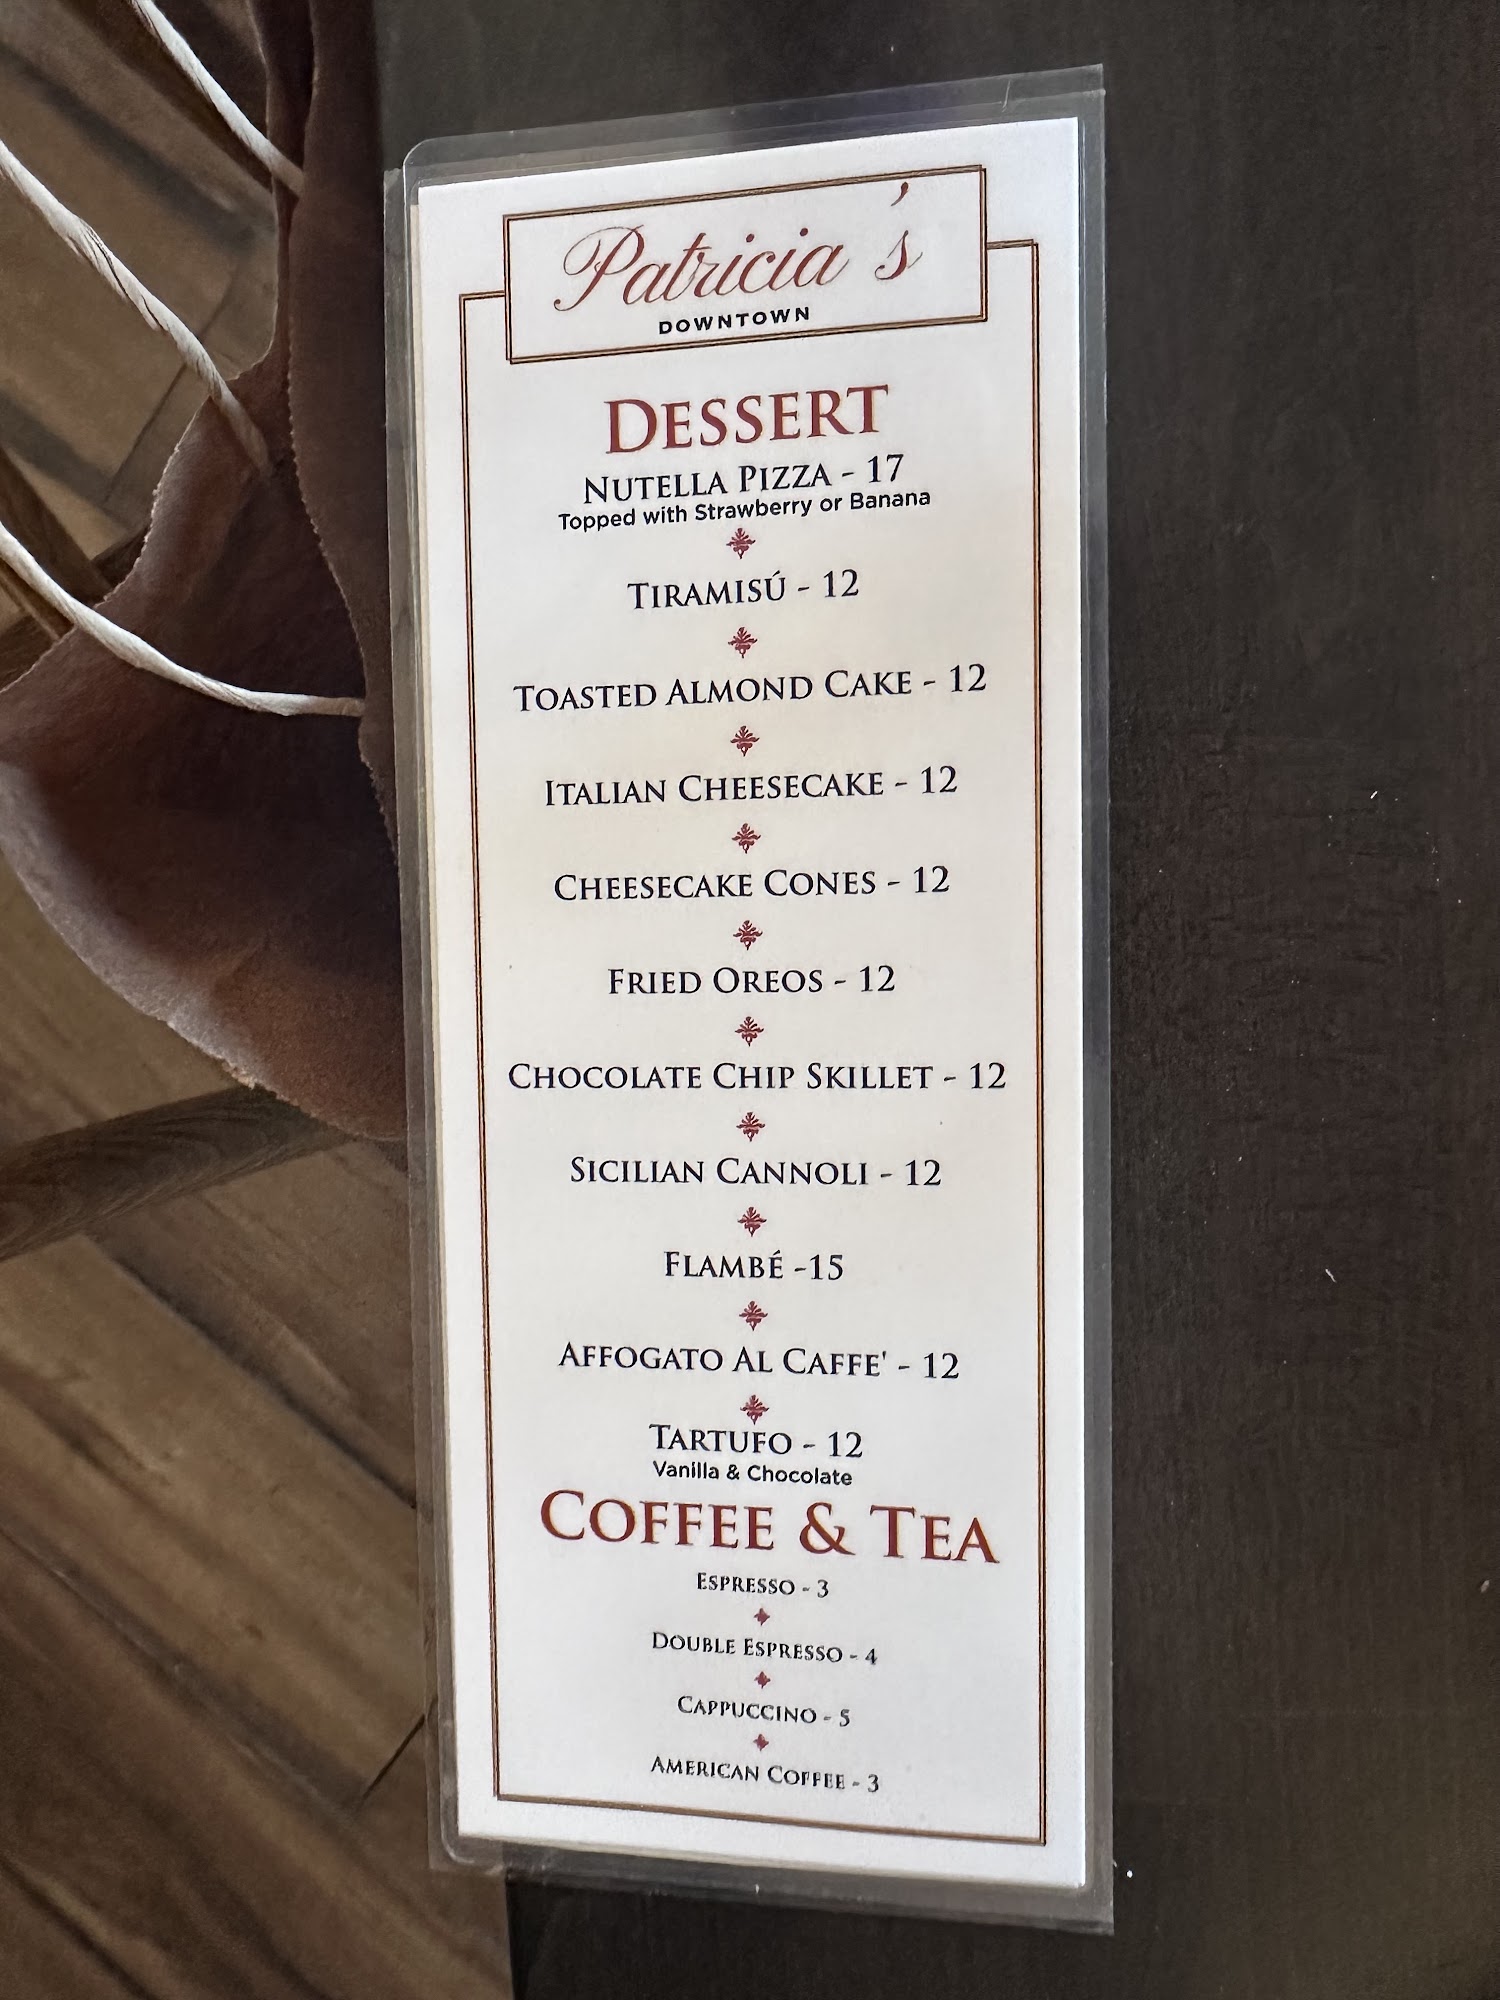 Patricia's
DOWNTOWN
DESSERT
NUTELLA PIZZA - 17
Topped with Strawberry or Banana
TIRAMISÚ - 12
TOASTED ALMOND CAKE - 12
ITALIAN CHEESECAKE - 12
CHEESECAKE CONES - 12
FRIED OREOS - 12
CHOCOLATE CHIP SKILLET - 12
SICILIAN CANNOLI - 12
FLAMBÉ -15
AFFOGATO AL CAFFE' - 12
TARTUFO - 12
Vanilla & Chocolate
COFFEE & TEA
ESPRESSO - 3
DOUBLE ESPRESSO - 4
CAPPUCCINO - 5
AMERICAN COFFEE - 3